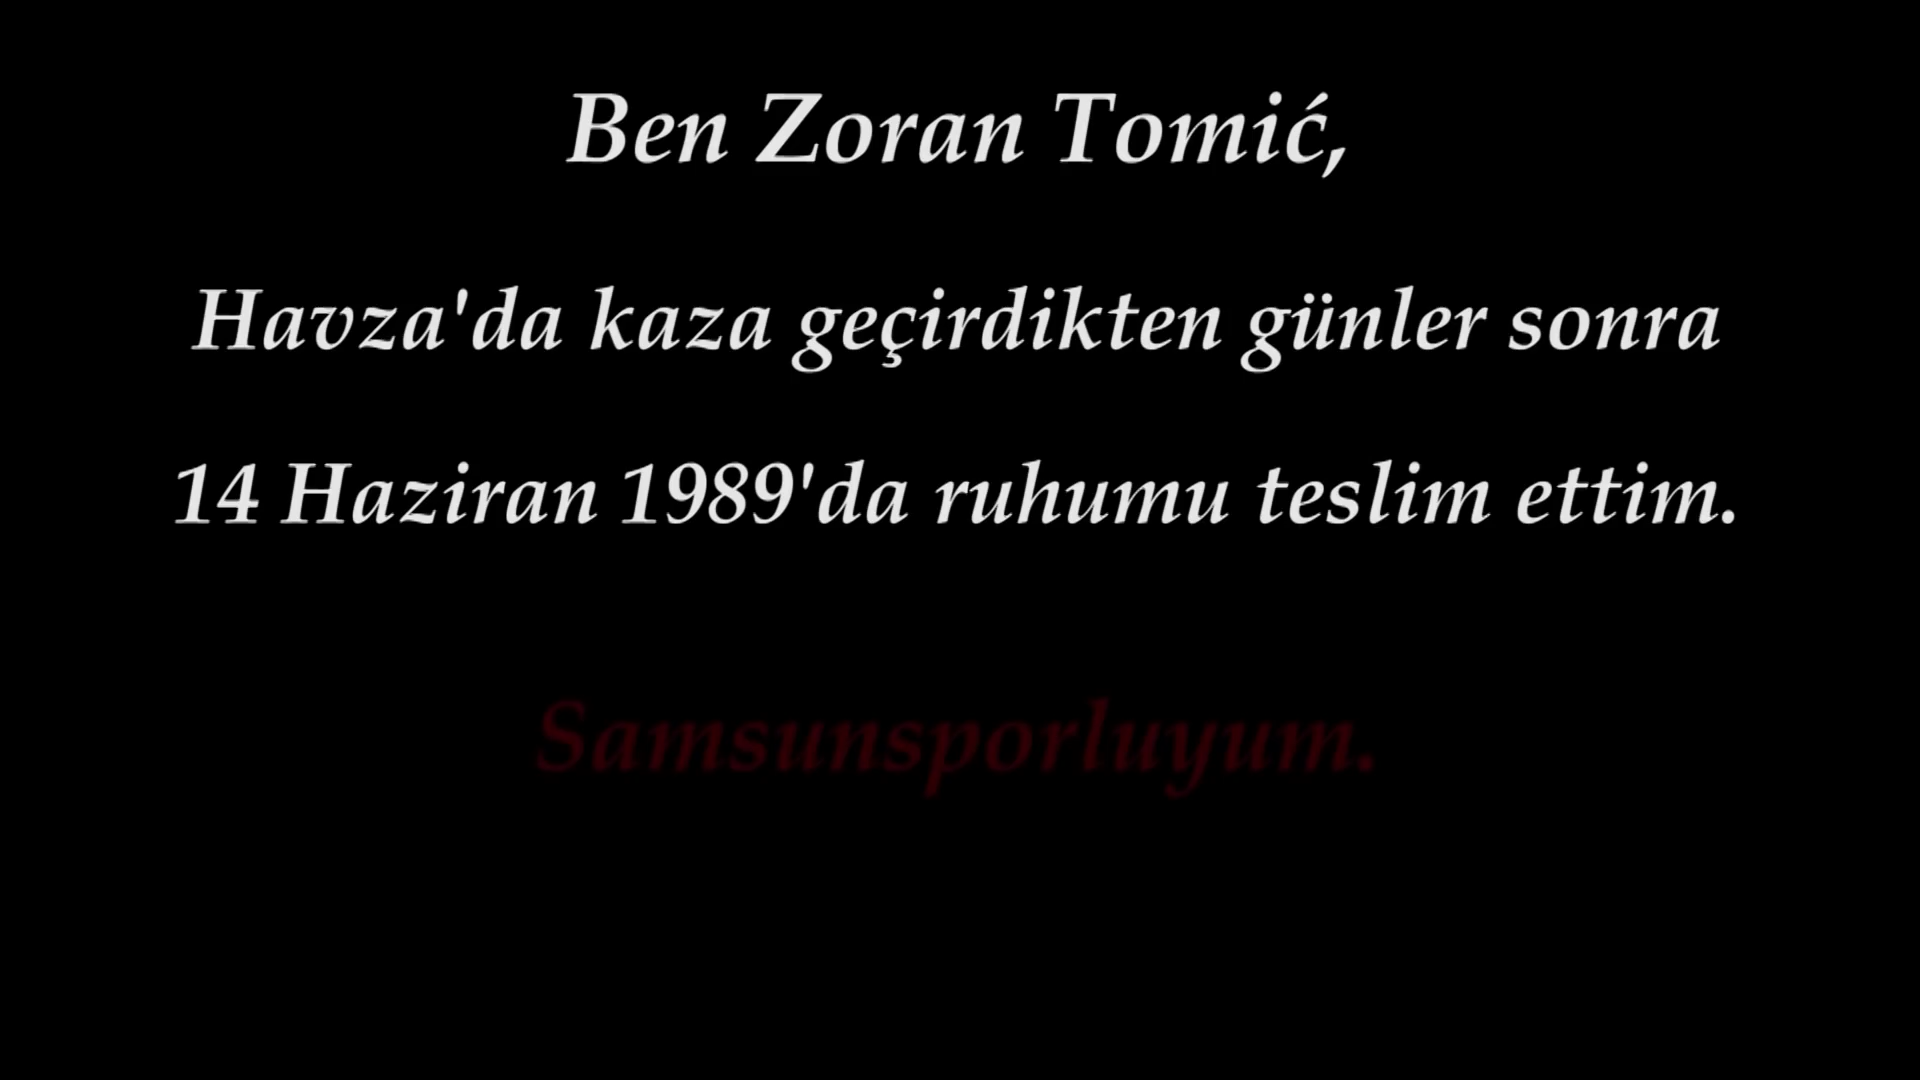 Ben Zoran Tomić,
Havza'da kaza geçirdikten günler sonra
14 Haziran 1989'da ruhumu teslim ettim.
Samsunsporluyum.